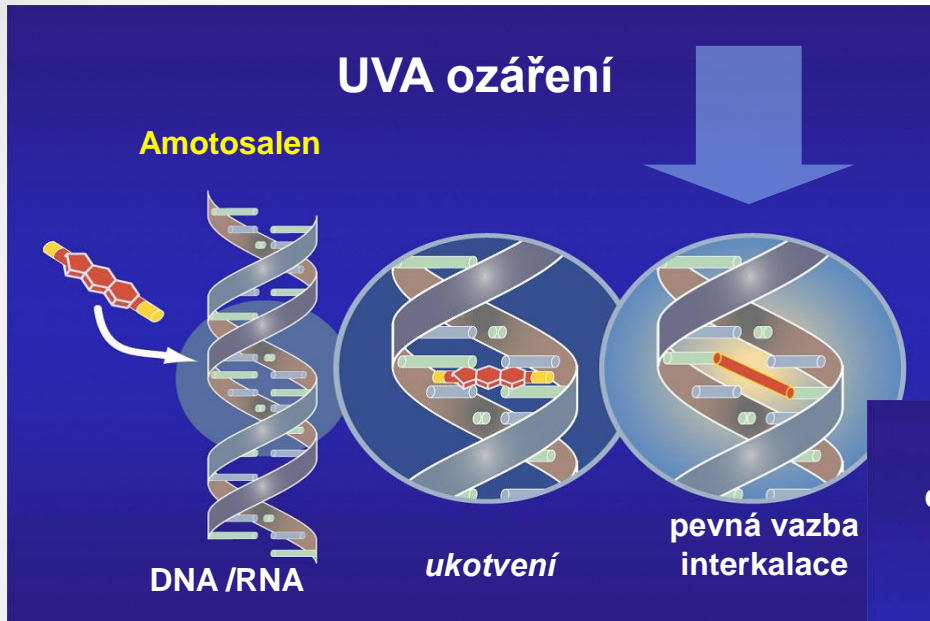 UVA ozáření
Amotosalen
DNA /RNA
ukotvení
pevná vazba
interkalace